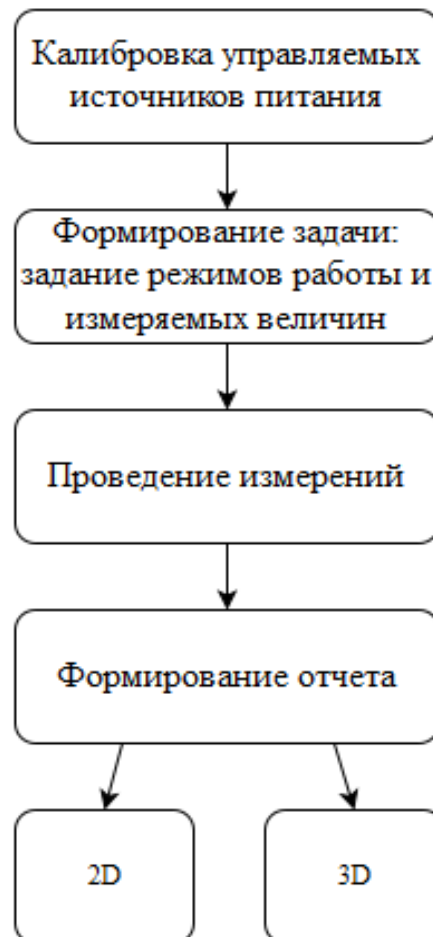 Калибровка управляемых
источников питания
Формирование задачи:
задание режимов работы и
измеряемых величин
Проведение измерений
Формирование отчета
2D
3D